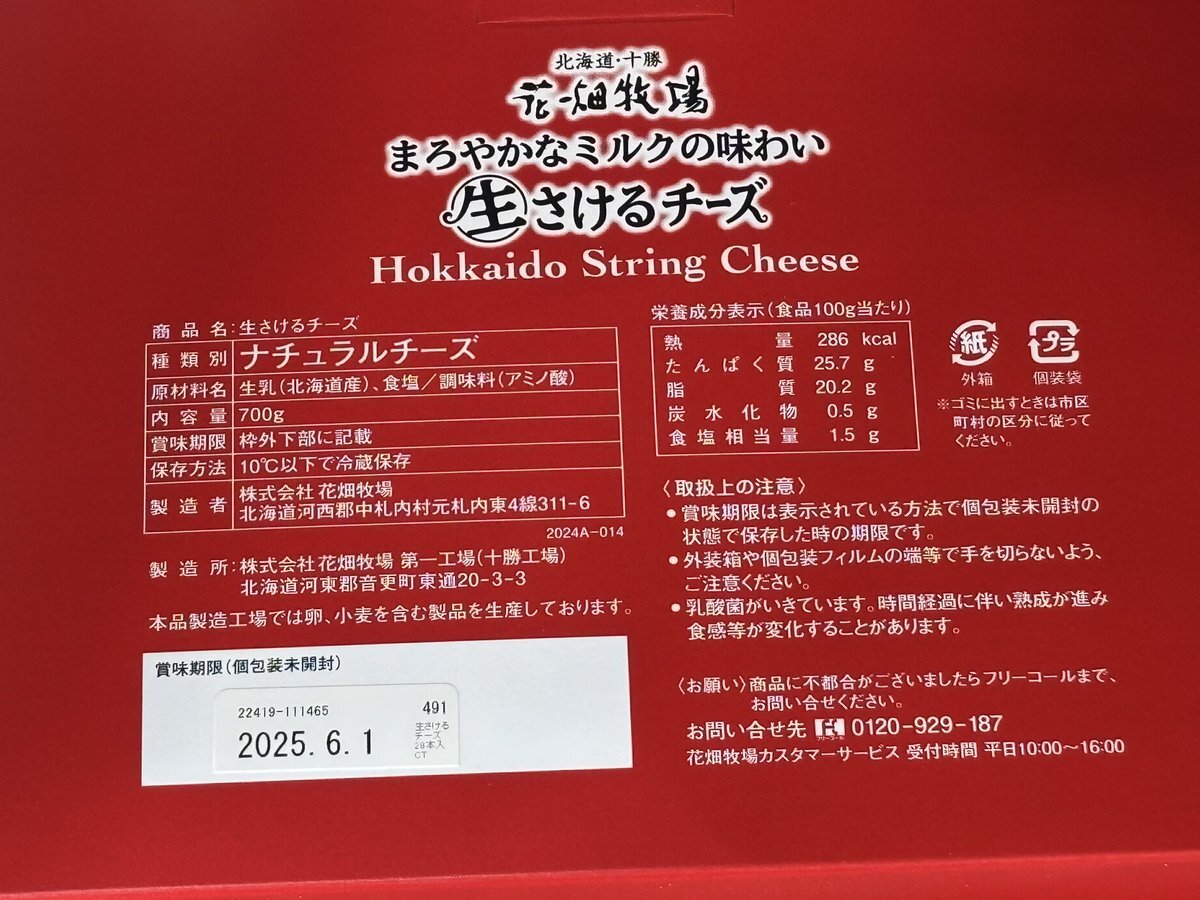 北海道・十勝
花畑牧場
まろやかなミルクの味わい
生さけるチーズ
Hokkaido String Cheese
商品名:生さけるチーズ
種類別 ナチュラルチーズ
原材料名 生乳(北海道産)、食塩/調味料(アミノ酸)
内容量 700g
賞味期限 枠外下部に記載
保存方法 10℃以下で冷蔵保存
製造者 株式会社 花畑牧場
北海道河西郡中札内村元札内東4線311-6
2024A-014
製造所:株式会社花畑牧場 第一工場(十勝工場)
北海道河東郡音更町東通20-3-3
本品製造工場では卵、小麦を含む製品を生産しております。
賞味期限(個包装未開封)
22419-111465
491
2025.6.1
生さける
チーズ
28本入
CT
栄養成分表示(食品100g当たり)
熱量 286 kcal
たんぱく質 25.7 g
脂質 20.2 g
炭水化物 0.5 g
食塩相当量 1.5 g
紙
外箱
プラ
個装袋
※ゴミに出すときは市区
町村の区分に従って
ください。
〈取扱上の注意〉
●賞味期限は表示されている方法で個包装未開封の
状態で保存した時の期限です。
●外装箱や個包装フィルムの端等で手を切らないよう、
ご注意ください。
●乳酸菌がいきています。時間経過に伴い熟成が進み
食感等が変化することがあります。
〈お願い〉商品に不都合がございましたらフリーコールまで、
お問い合せください。
お問い合せ先 フリーコール 0120-929-187
花畑牧場カスタマーサービス 受付時間 平日10:00~16:00